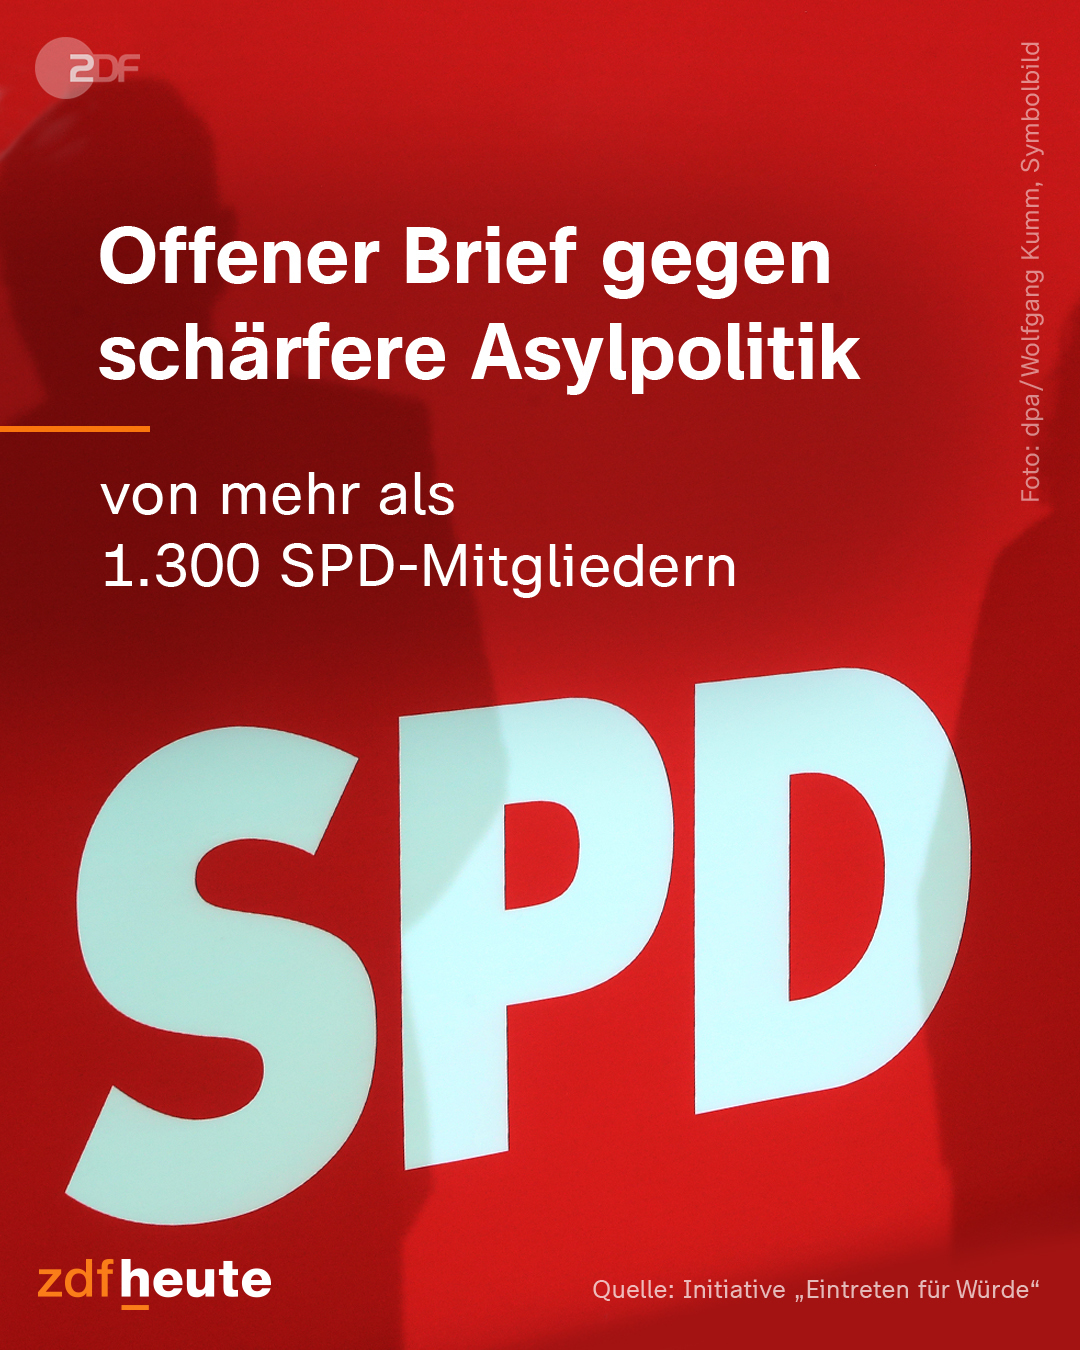 ZDF
Foto: dpa/Wolfgang Kumm, Symbolbild
Offener Brief gegen
schärfere Asylpolitik
von mehr als
1.300 SPD-Mitgliedern
SPD
zdfheute
Quelle: Initiative „Eintreten für Würde“